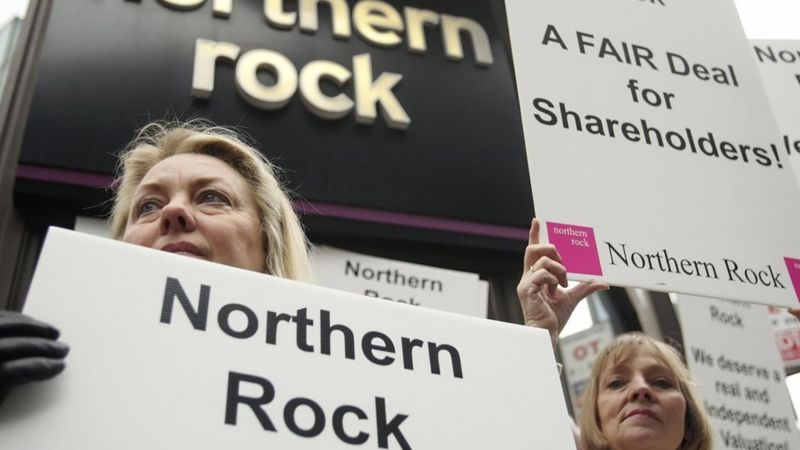 northern
rock
A FAIR Deal
for
Shareholders!
northern
rock
Northern Rock
Northern
Rock
Northern
Rock
Rock
We deserve a
real and
Independent
Valuation!